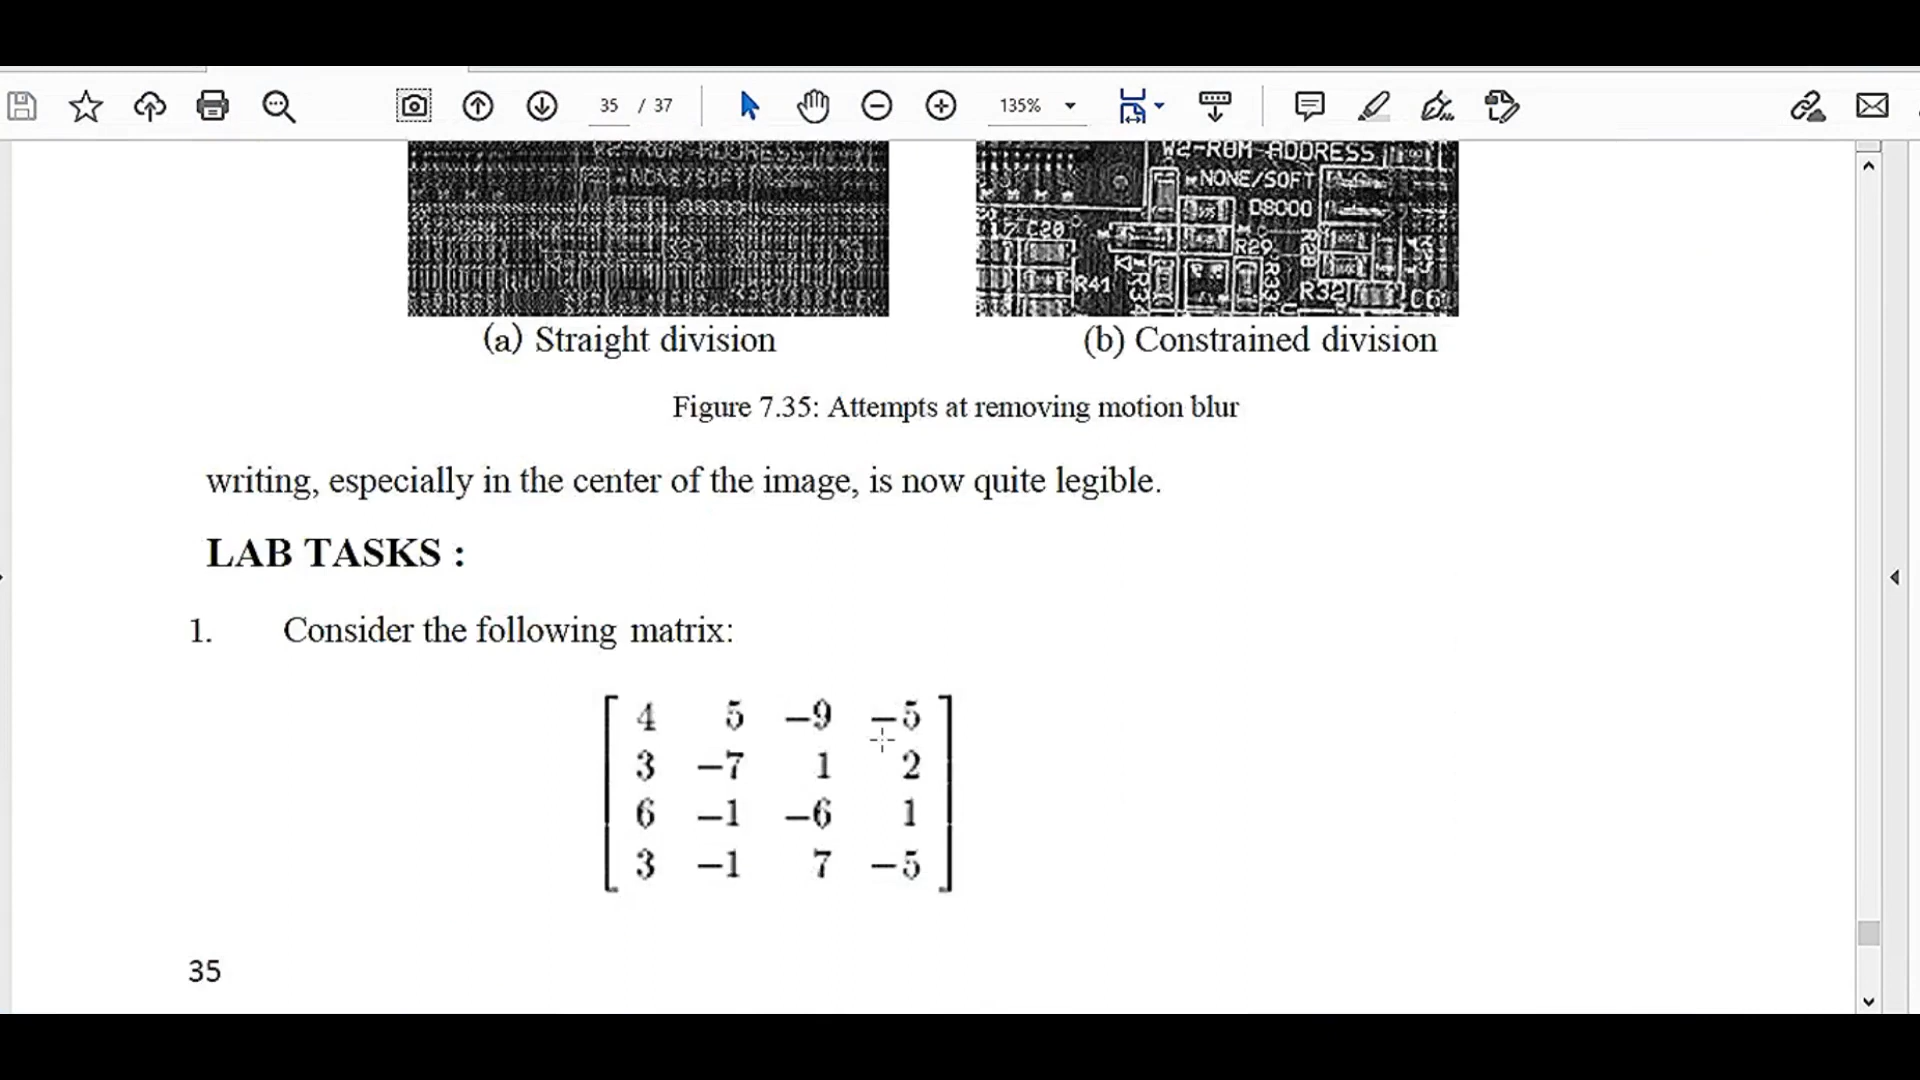 35 / 37 135%
W2-ROM-ADDRESS
NONE/SOFT
D8000
C20
R29
R28
R41
R34
R33
R32
C6
(a) Straight division (b) Constrained division
Figure 7.35: Attempts at removing motion blur
writing, especially in the center of the image, is now quite legible.
LAB TASKS :
1. Consider the following matrix:
4 5 −9 −5
3 −7 1 2
6 −1 −6 1
3 −1 7 −5
35